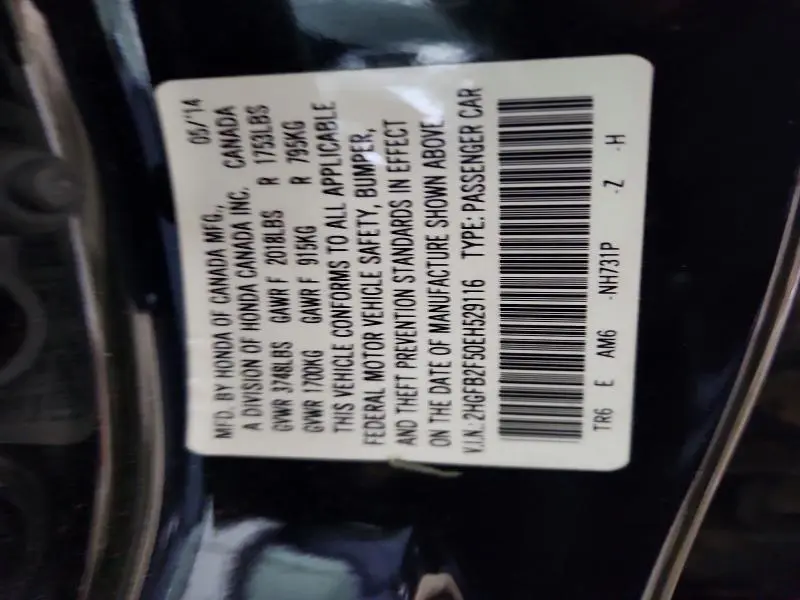 MFD. BY HONDA OF CANADA MFG., 05/'14
A DIVISION OF HONDA CANADA INC. CANADA
GVWR 3748LBS GAWR F 2018LBS R 1753LBS
GVWR 1700KG GAWR F 915KG R 795KG
THIS VEHICLE CONFORMS TO ALL APPLICABLE
FEDERAL MOTOR VEHICLE SAFETY, BUMPER,
AND THEFT PREVENTION STANDARDS IN EFFECT
ON THE DATE OF MANUFACTURE SHOWN ABOVE.
V.I.N.: 2HGFB2F50EH529116 TYPE: PASSENGER CAR
TR6 E AM6 -NH731P -Z -H